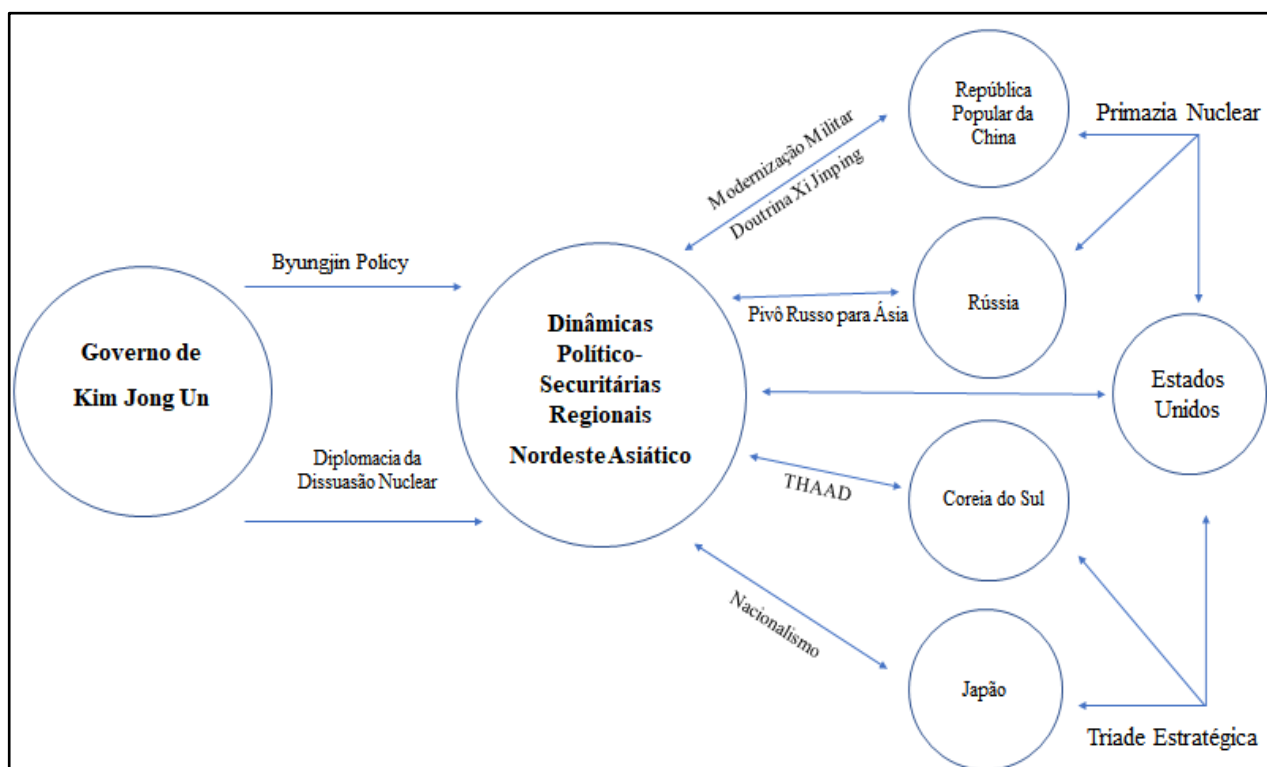 Byungjin Policy
Governo de
Kim Jong Un
Diplomacia da
Dissuasão Nuclear
Dinâmicas
Político-
Securitárias
Regionais
Nordeste Asiático
Modernização Militar
Doutrina Xi Jinping
Pivô Russo para Ásia
THAAD
Nacionalismo
República
Popular da
China
Rússia
Coreia do Sul
Japão
Primazia Nuclear
Estados
Unidos
Tríade Estratégica